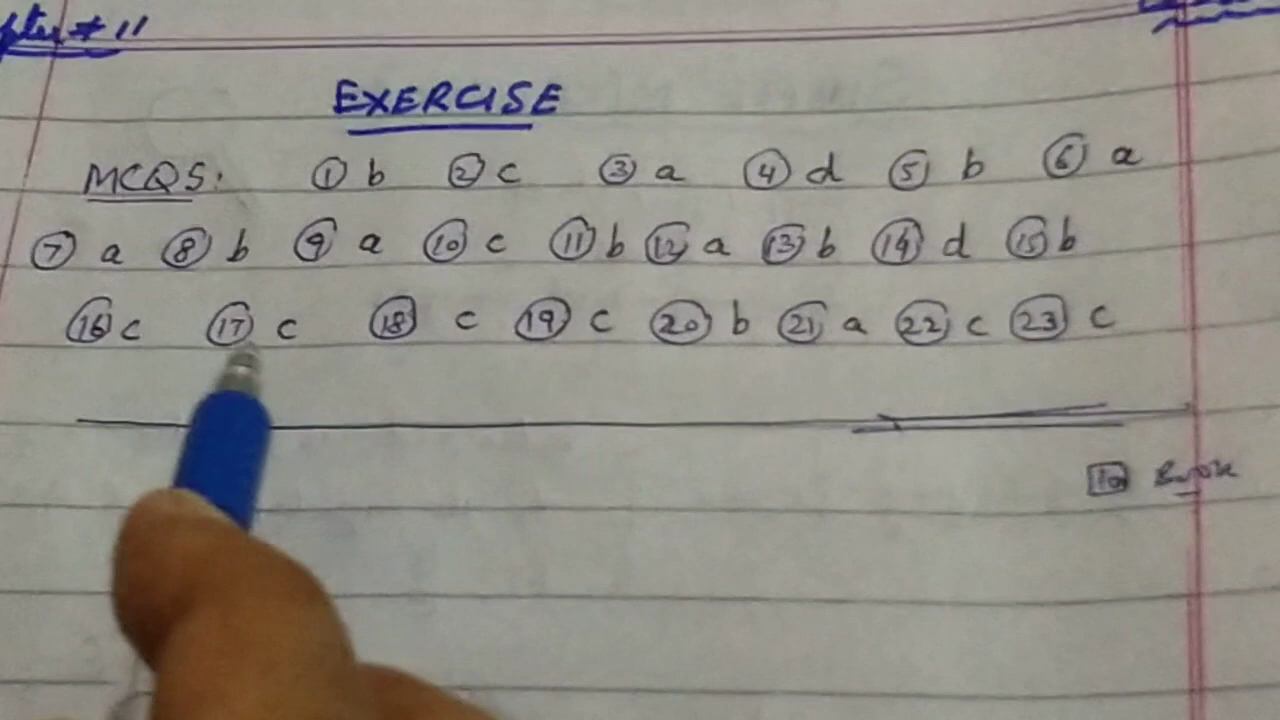 # 11
EXERCISE
MCQS: ① b ② c ③ a ④ d ⑤ b ⑥ a
⑦ a ⑧ b ⑨ a ⑩ c ⑪ b ⑫ a ⑬ b ⑭ d ⑮ b
⑯ c ⑰ c ⑱ c ⑲ c ⑳ b ㉑ a ㉒ c ㉓ c